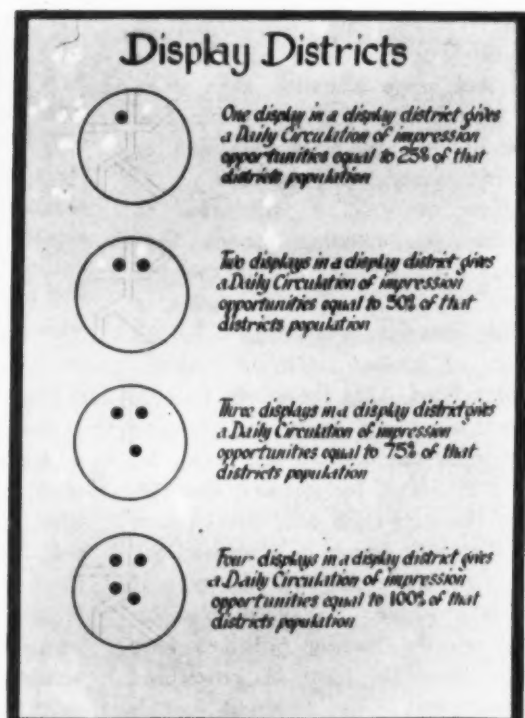 Display Districts
One display in a display district gives
a Daily Circulation of impression
opportunities equal to 25% of that
districts population
Two displays in a display district gives
a Daily Circulation of impression
opportunities equal to 50% of that
districts population
Three displays in a display district gives
a Daily Circulation of impression
opportunities equal to 75% of that
districts population
Four displays in a display district gives
a Daily Circulation of impression
opportunities equal to 100% of that
districts population